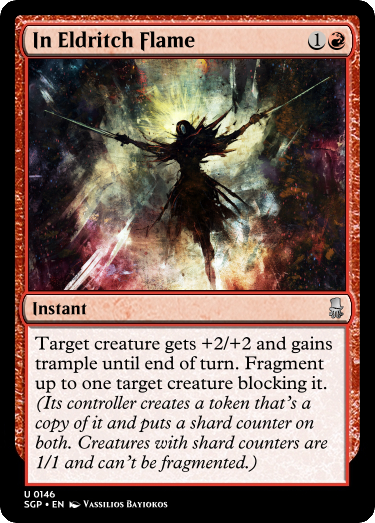 In Eldritch Flame 1
Instant
Target creature gets +2/+2 and gains
trample until end of turn. Fragment
up to one target creature blocking it.
(Its controller creates a token that's a
copy of it and puts a shard counter on
both. Creatures with shard counters are
1/1 and can't be fragmented.)
U 0146
SGP • EN Vassilios Bayiokos